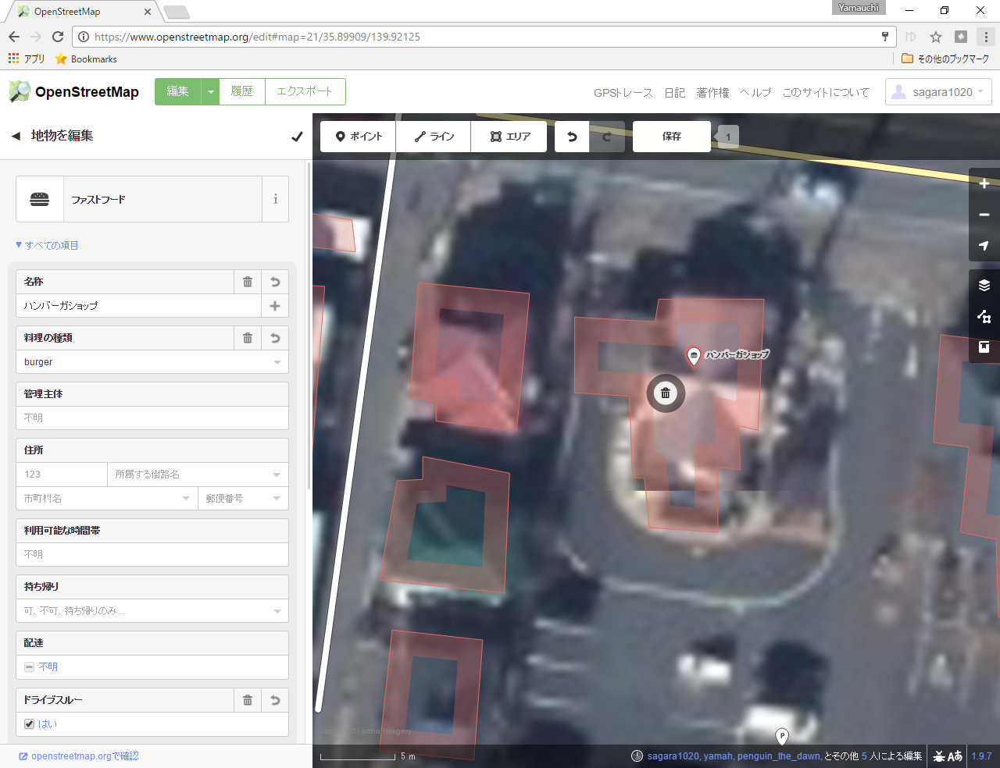 OpenStreetMap
Yamauchi
https://www.openstreetmap.org/edit#map=21/35.89909/139.92125
アプリ
Bookmarks
その他のブックマーク
OpenStreetMap
編集
履歴
エクスポート
GPSトレース
日記
著作権
ヘルプ
このサイトについて
sagara1020
地物を編集
ポイント
ライン
エリア
保存
1
ファストフード
i
すべての項目
名称
ハンバーガショップ
料理の種類
burger
管理主体
不明
住所
123
所属する街路名
市町村名
郵便番号
利用可能な時間帯
不明
持ち帰り
可、不可、持ち帰りのみ...
配達
不明
ドライブスルー
はい
openstreetmap.orgで確認
ハンバーガショップ
P
5 m
sagara1020, yamah, penguin_the_dawn, とその他 5 人による編集
Aあ
1.9.7